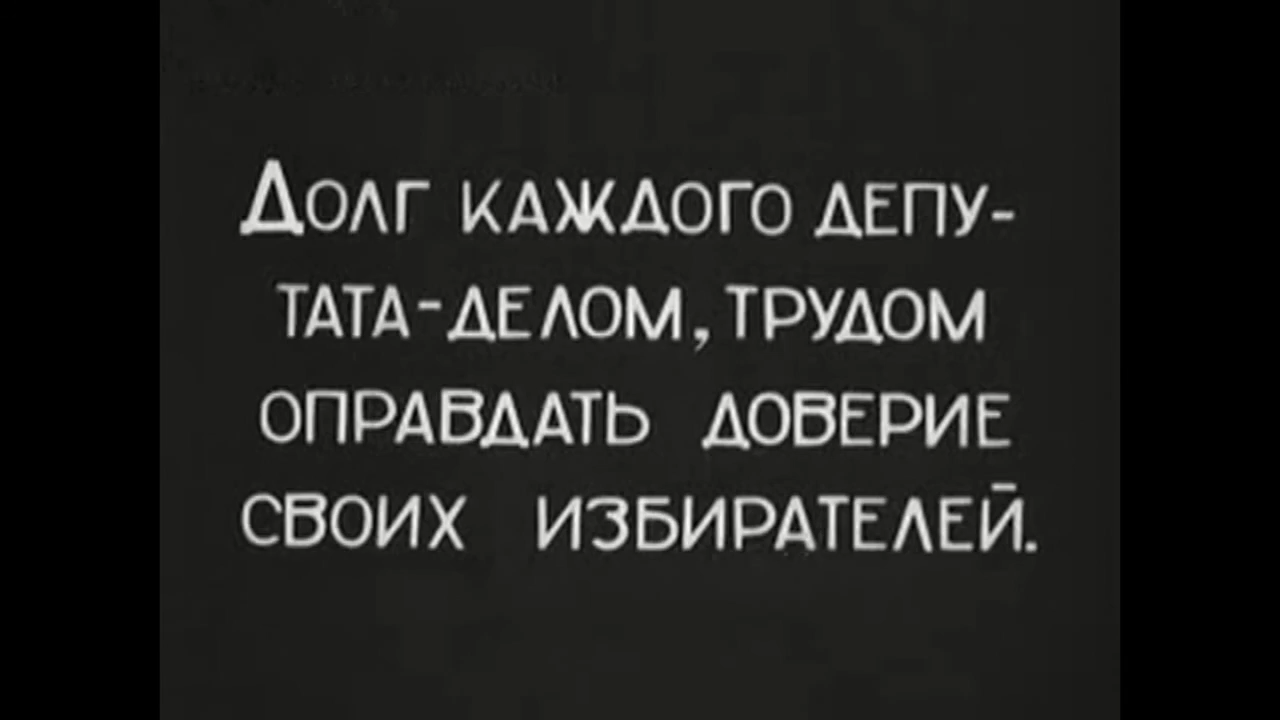 Долг каждого депу-
тата-делом, трудом
оправдать доверие
своих избирателей.